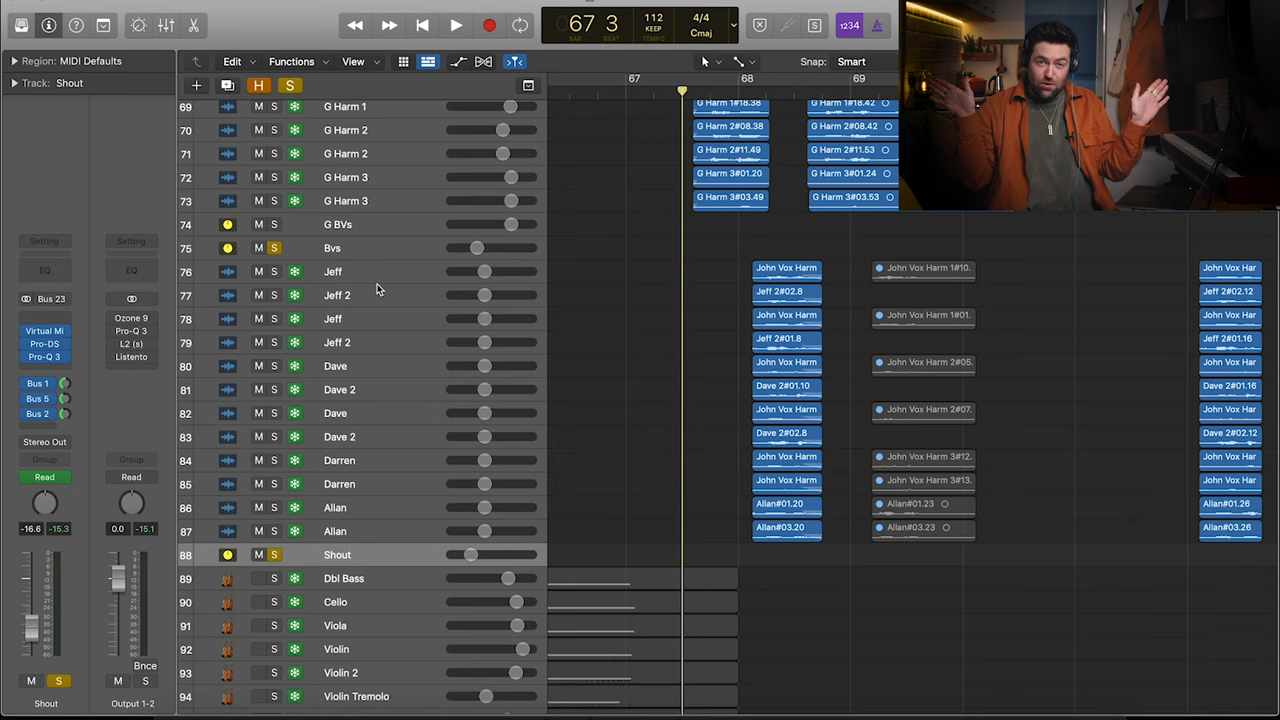 67 3
BAR BEAT
112
KEEP
TEMPO
4/4
Cmaj
S
1234
Region: MIDI Defaults
Edit
Functions
View
Snap: Smart
Track: Shout
H
S
67
68
69
69 M S G Harm 1
G Harm 1#18.38
G Harm 1#18.42
70 M S G Harm 2
G Harm 2#08.38
G Harm 2#08.42
71 M S G Harm 2
G Harm 2#11.49
G Harm 2#11.53
72 M S G Harm 3
G Harm 3#01.20
G Harm 3#01.24
73 M S G Harm 3
G Harm 3#03.49
G Harm 3#03.53
74 M S G BVs
75 M S Bvs
76 M S Jeff
John Vox Harm
John Vox Harm 1#10.
John Vox Har
77 M S Jeff 2
Jeff 2#02.8
Jeff 2#02.12
78 M S Jeff
John Vox Harm
John Vox Harm 1#01.
John Vox Har
79 M S Jeff 2
Jeff 2#01.8
Jeff 2#01.16
80 M S Dave
John Vox Harm
John Vox Harm 2#05.
John Vox Har
81 M S Dave 2
Dave 2#01.10
Dave 2#01.16
82 M S Dave
John Vox Harm
John Vox Harm 2#07.
John Vox Har
83 M S Dave 2
Dave 2#02.8
Dave 2#02.12
84 M S Darren
John Vox Harm
John Vox Harm 3#12.
John Vox Har
85 M S Darren
John Vox Harm
John Vox Harm 3#13.
John Vox Har
86 M S Allan
Allan#01.20
Allan#01.23
Allan#01.26
87 M S Allan
Allan#03.20
Allan#03.23
Allan#03.26
88 M S Shout
89 S Dbl Bass
90 S Cello
91 S Viola
92 S Violin
93 S Violin 2
94 S Violin Tremolo
Setting
Setting
EQ
EQ
Bus 23
Virtual Mi
Pro-DS
Pro-Q 3
Ozone 9
Pro-Q 3
L2 (s)
Listento
Bus 1
Bus 5
Bus 2
Stereo Out
Group
Group
Read
Read
-16.6 -15.3
0.0 -15.1
Bnce
M S
M S
Shout
Output 1-2